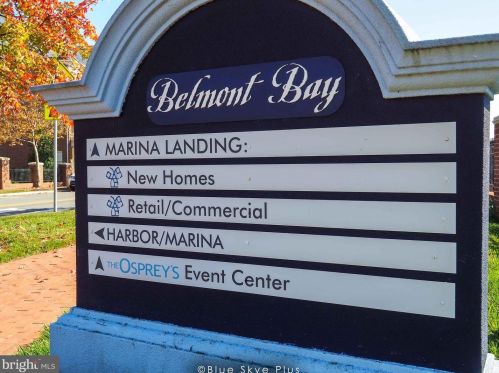 Belmont Bay
MARINA LANDING:
New Homes
Retail/Commercial
HARBOR/MARINA
THE OSPREY'S Event Center
bright MLS
©Blue Skye Plus